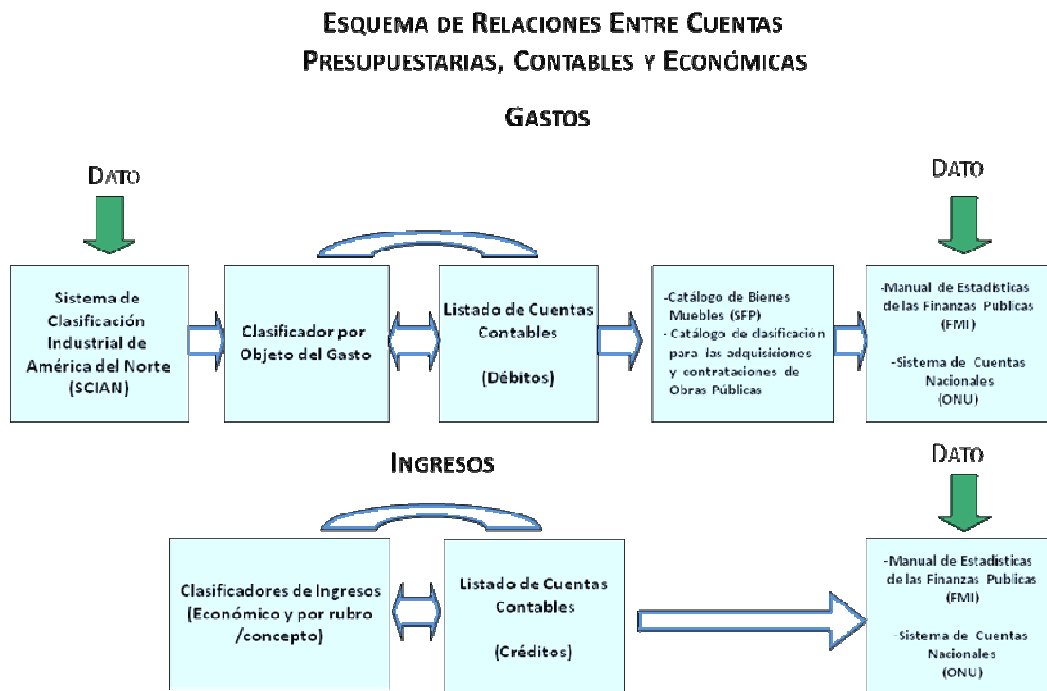 ESQUEMA DE RELACIONES ENTRE CUENTAS
PRESUPUESTARIAS, CONTABLES Y ECONÓMICAS
GASTOS
DATO
DATO
Sistema de
Clasificación
Industrial de
América del Norte
(SCIAN)
Clasificador por
Objeto del Gasto
Listado de Cuentas
Contables
(Débitos)
-Catálogo de Bienes
Muebles (SFP)
- Catálogo de clasificación
para las adquisiciones
y contrataciones de
Obras Públicas
-Manual de Estadísticas
de las Finanzas Publicas
(FMI)
-Sistema de Cuentas
Nacionales
(ONU)
INGRESOS
DATO
Clasificadores de Ingresos
(Económico y por rubro
/concepto)
Listado de Cuentas
Contables
(Créditos)
-Manual de Estadísticas
de las Finanzas Publicas
(FMI)
-Sistema de Cuentas
Nacionales
(ONU)